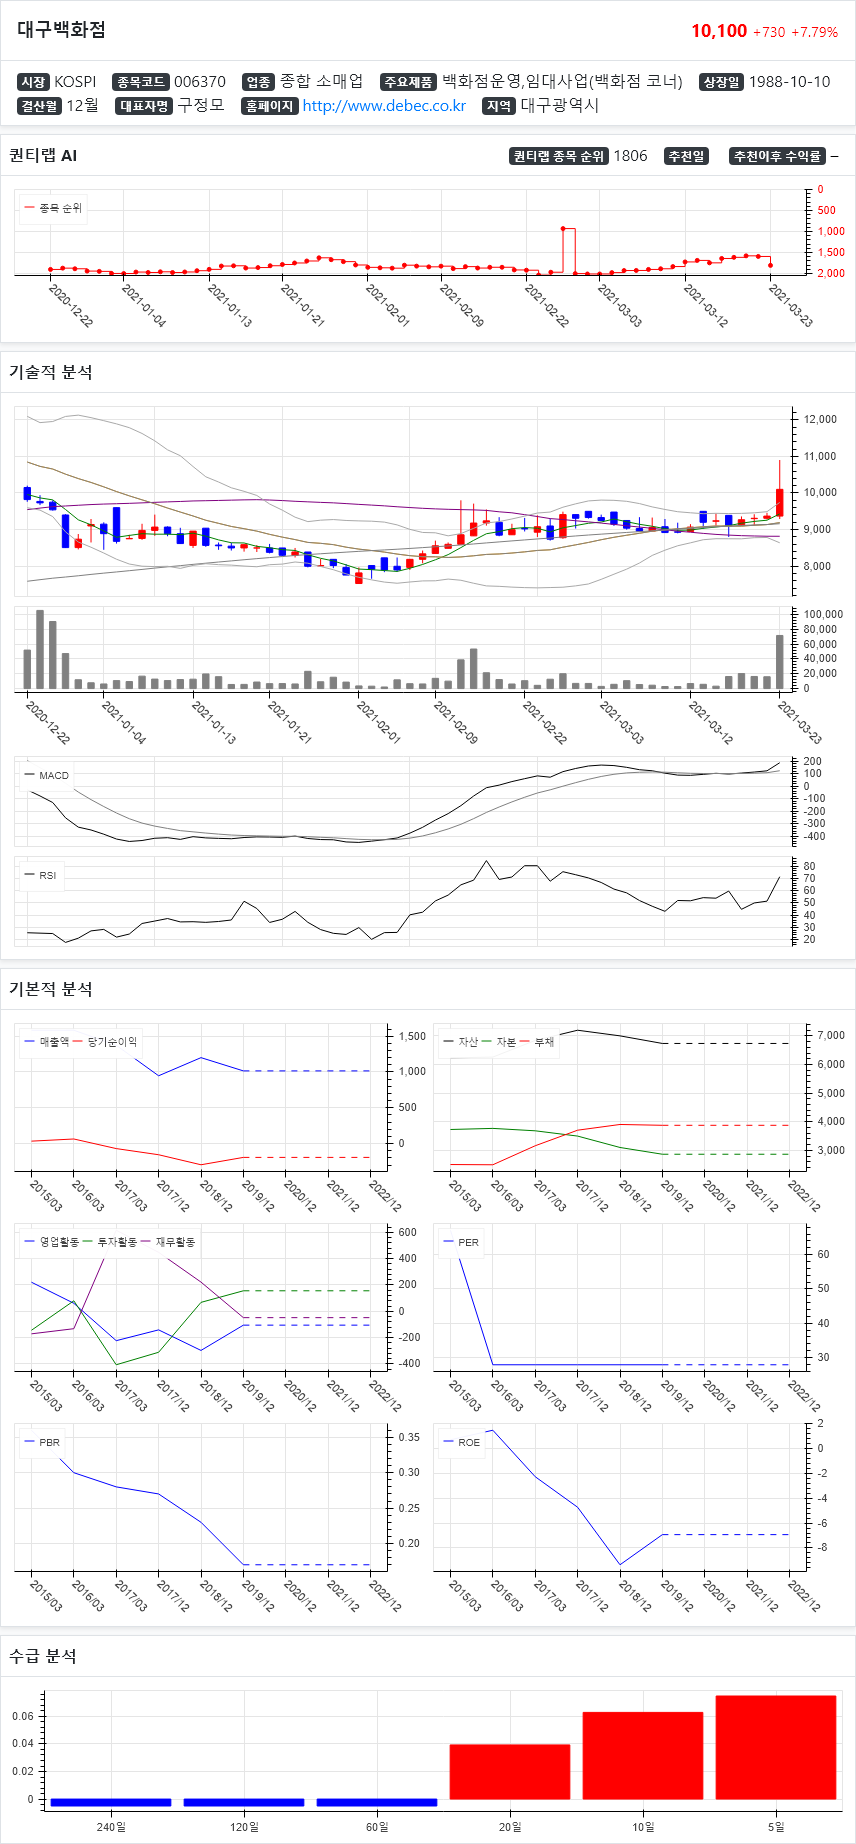 대구백화점
10,100 +730 +7.79%
시장 KOSPI 종목코드 006370 업종 종합 소매업 주요제품 백화점운영,임대사업(백화점 코너) 상장일 1988-10-10
결산월 12월 대표자명 구정모 홈페이지 http://www.debec.co.kr 지역 대구광역시
퀀티랩 AI
퀀티랩 종목 순위 1806 추천일 추천이후 수익률 –
종목 순위
0
500
1,000
1,500
2,000
2020-12-22 2021-01-04 2021-01-13 2021-01-21 2021-02-01 2021-02-09 2021-02-22 2021-03-03 2021-03-12 2021-03-23
기술적 분석
12,000
11,000
10,000
9,000
8,000
100,000
80,000
60,000
40,000
20,000
0
2020-12-22 2021-01-04 2021-01-13 2021-01-21 2021-02-01 2021-02-09 2021-02-22 2021-03-03 2021-03-12 2021-03-23
MACD
200
100
0
-100
-200
-300
-400
RSI
80
70
60
50
40
30
20
기본적 분석
매출액 당기순이익
1,500
1,000
500
0
2015/03 2016/03 2017/03 2017/12 2018/12 2019/12 2020/12 2021/12 2022/12
자산 자본 부채
7,000
6,000
5,000
4,000
3,000
2015/03 2016/03 2017/03 2017/12 2018/12 2019/12 2020/12 2021/12 2022/12
영업활동 투자활동 재무활동
600
400
200
0
-200
-400
2015/03 2016/03 2017/03 2017/12 2018/12 2019/12 2020/12 2021/12 2022/12
PER
60
50
40
30
2015/03 2016/03 2017/03 2017/12 2018/12 2019/12 2020/12 2021/12 2022/12
PBR
0.35
0.30
0.25
0.20
2015/03 2016/03 2017/03 2017/12 2018/12 2019/12 2020/12 2021/12 2022/12
ROE
2
0
-2
-4
-6
-8
2015/03 2016/03 2017/03 2017/12 2018/12 2019/12 2020/12 2021/12 2022/12
수급 분석
0.06
0.04
0.02
0
240일 120일 60일 20일 10일 5일